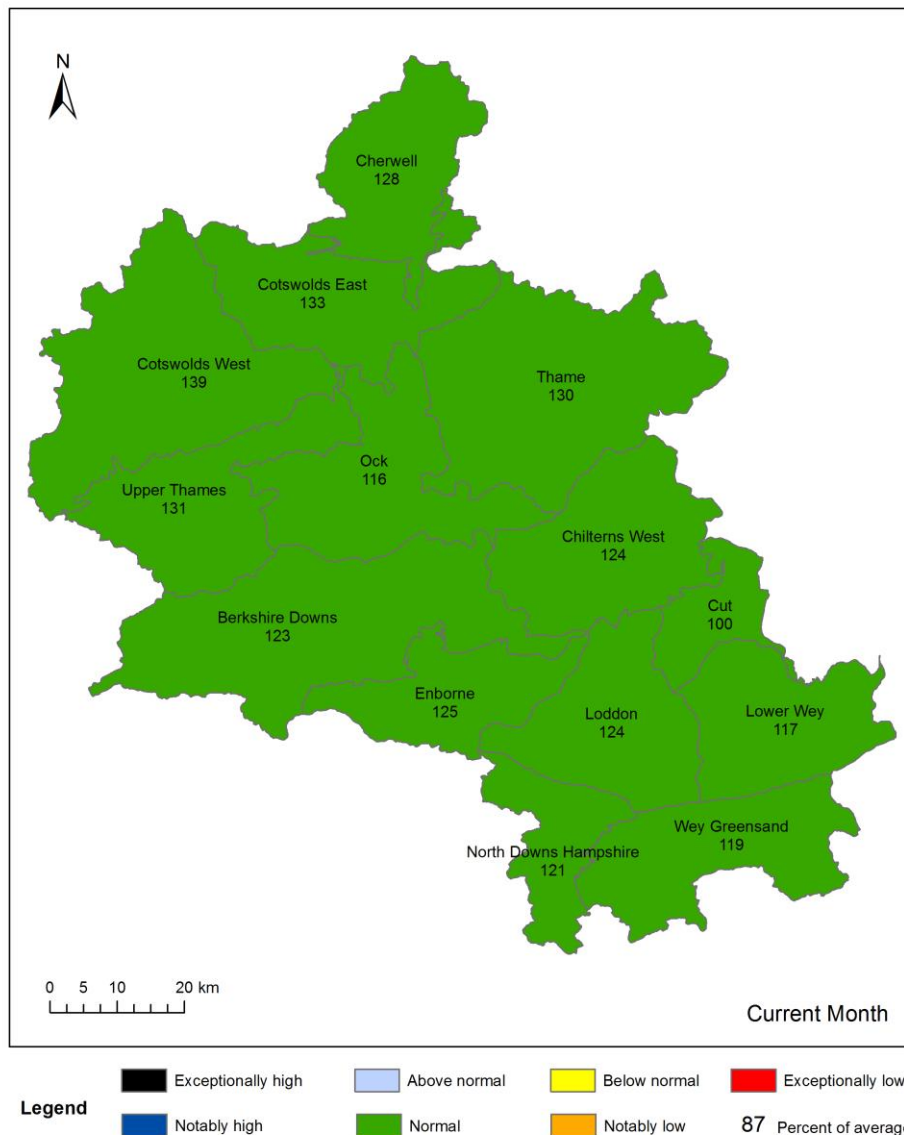 N
Cherwell
128
Cotswolds East
133
Cotswolds West
139
Thame
130
Ock
116
Upper Thames
131
Chilterns West
124
Cut
100
Berkshire Downs
123
Enborne
125
Loddon
124
Lower Wey
117
Wey Greensand
119
North Downs Hampshire
121
0 5 10 20 km
Current Month
Legend
Exceptionally high
Above normal
Below normal
Exceptionally low
Notably high
Normal
Notably low
87 Percent of average